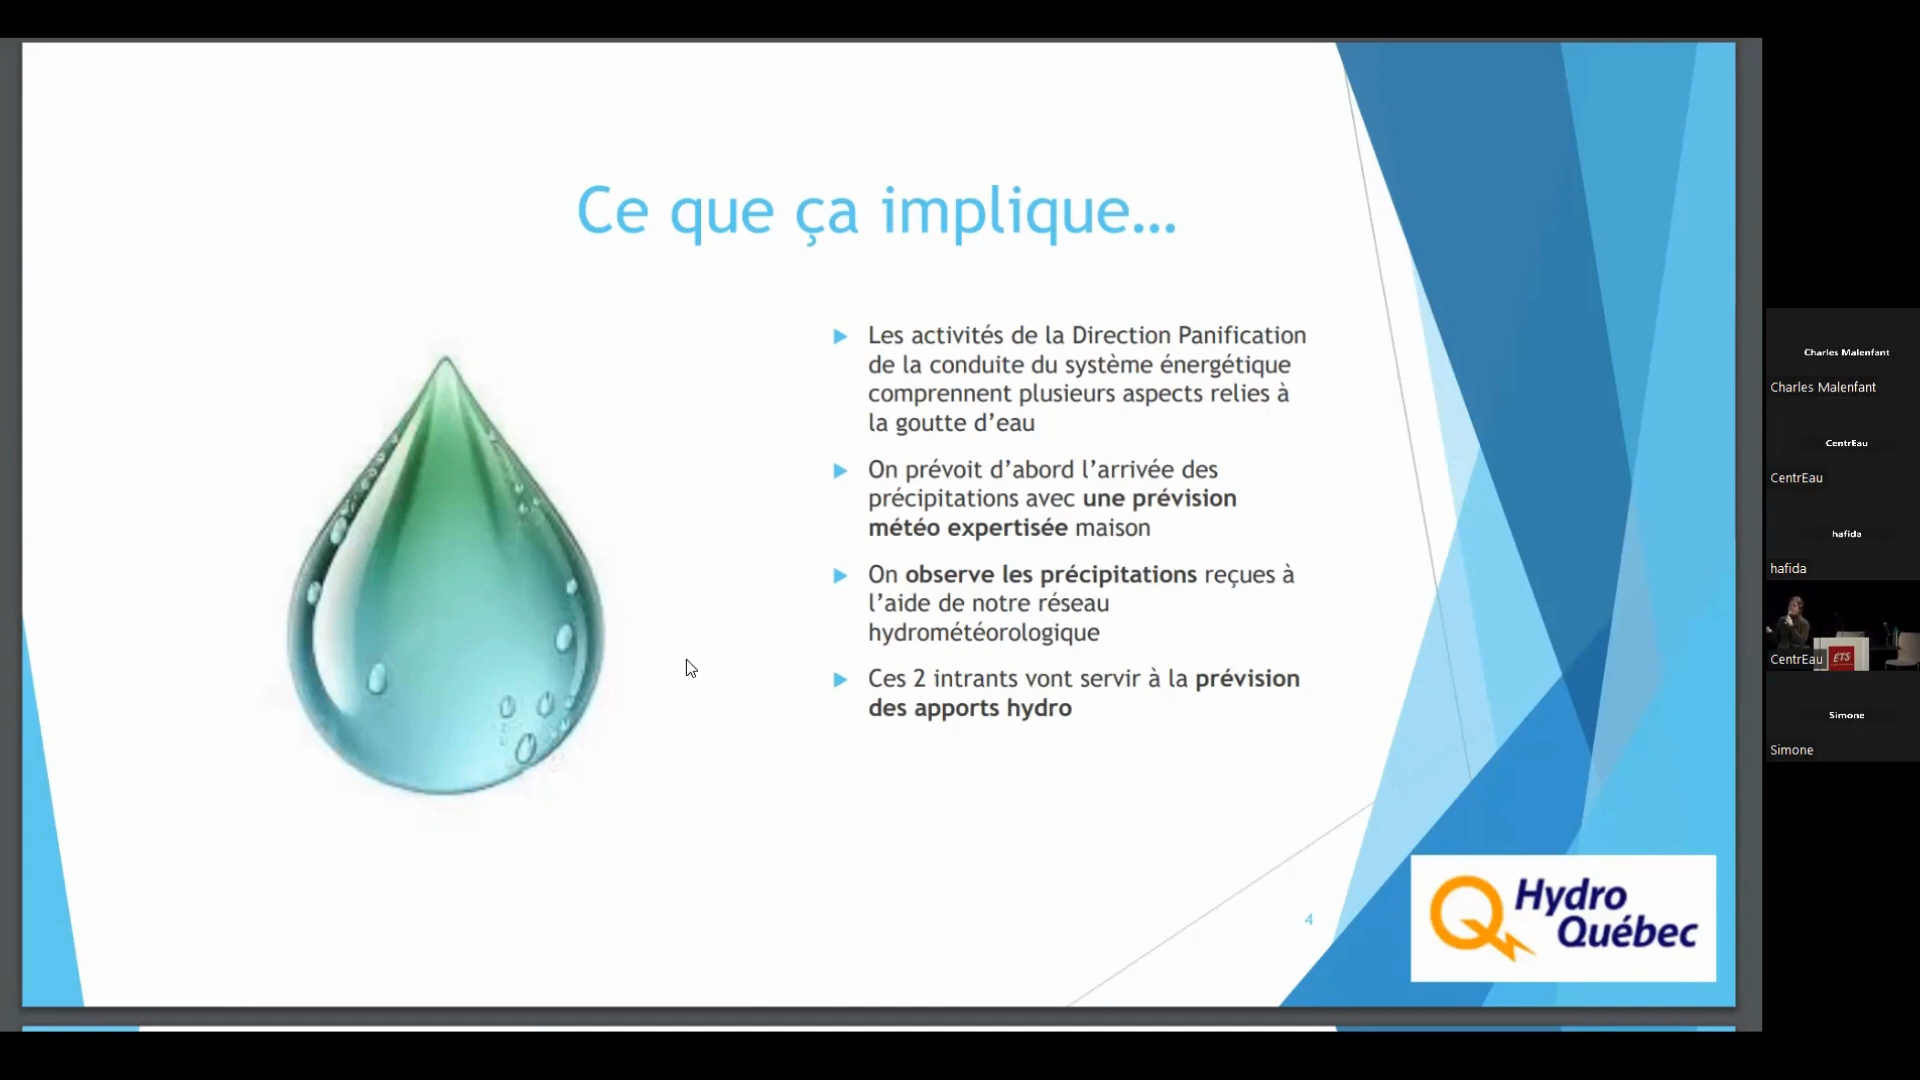 Ce que ça implique...
Les activités de la Direction Panification
de la conduite du système énergétique
comprennent plusieurs aspects relies à
la goutte d’eau
On prévoit d’abord l’arrivée des
précipitations avec une prévision
météo expertisée maison
On observe les précipitations reçues à
l’aide de notre réseau
hydrométéorologique
Ces 2 intrants vont servir à la prévision
des apports hydro
4
Hydro
Québec
Charles Malenfant
Charles Malenfant
CentrEau
CentrEau
hafida
hafida
CentrEau
ETS
Simone
Simone